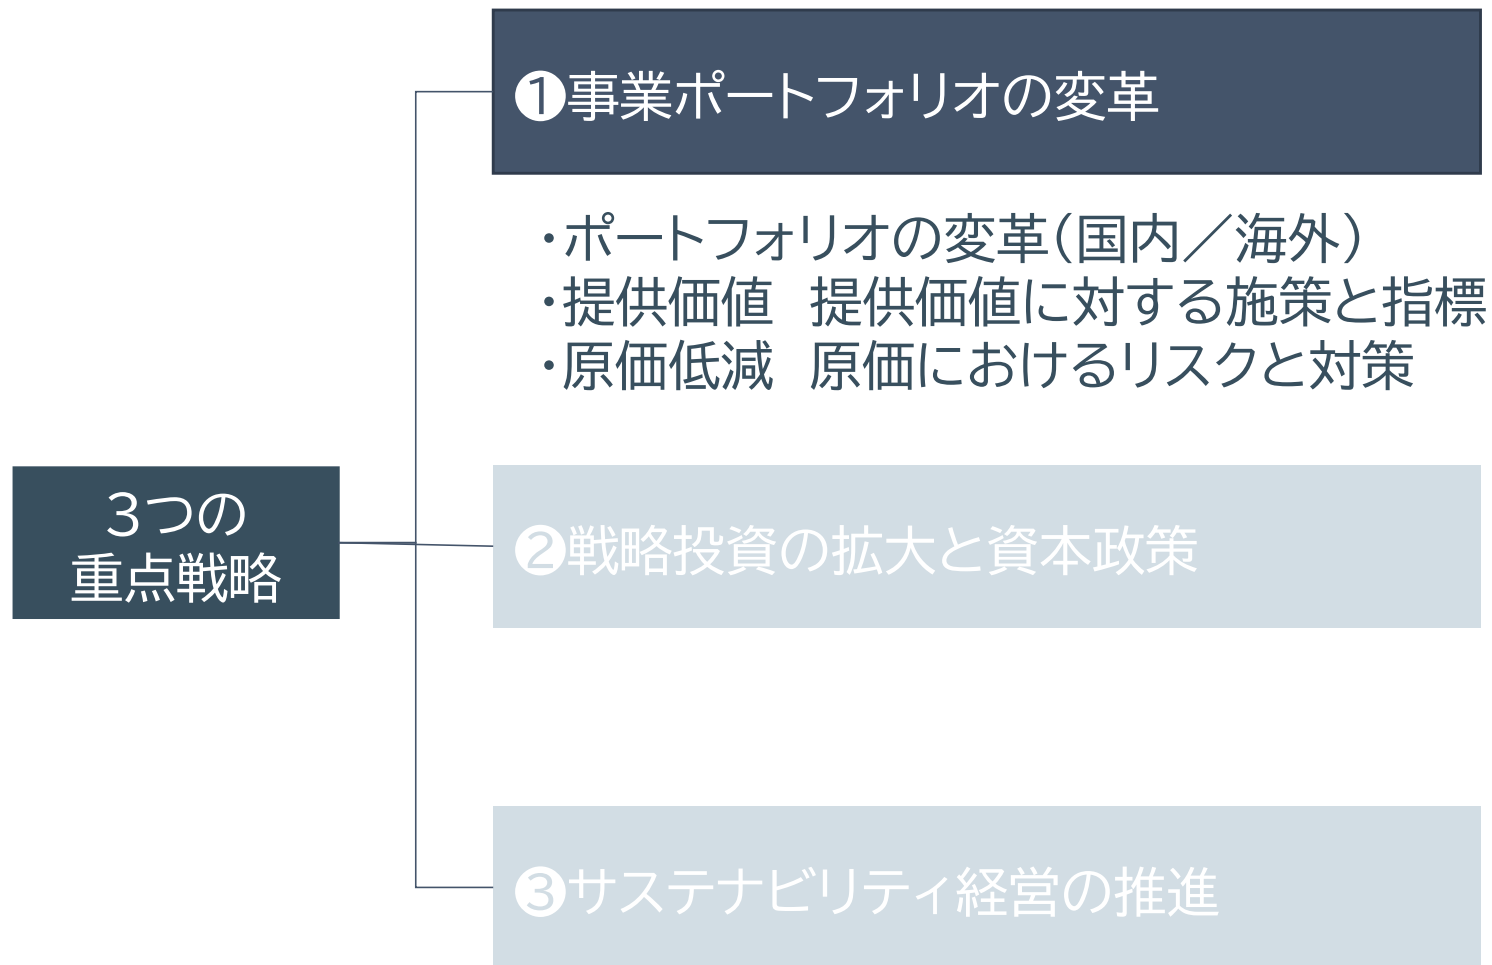 ❶事業ポートフォリオの変革
・ポートフォリオの変革(国内／海外)
・提供価値　提供価値に対する施策と指標
・原価低減　原価におけるリスクと対策
３つの
重点戦略
❷戦略投資の拡大と資本政策
❸サステナビリティ経営の推進